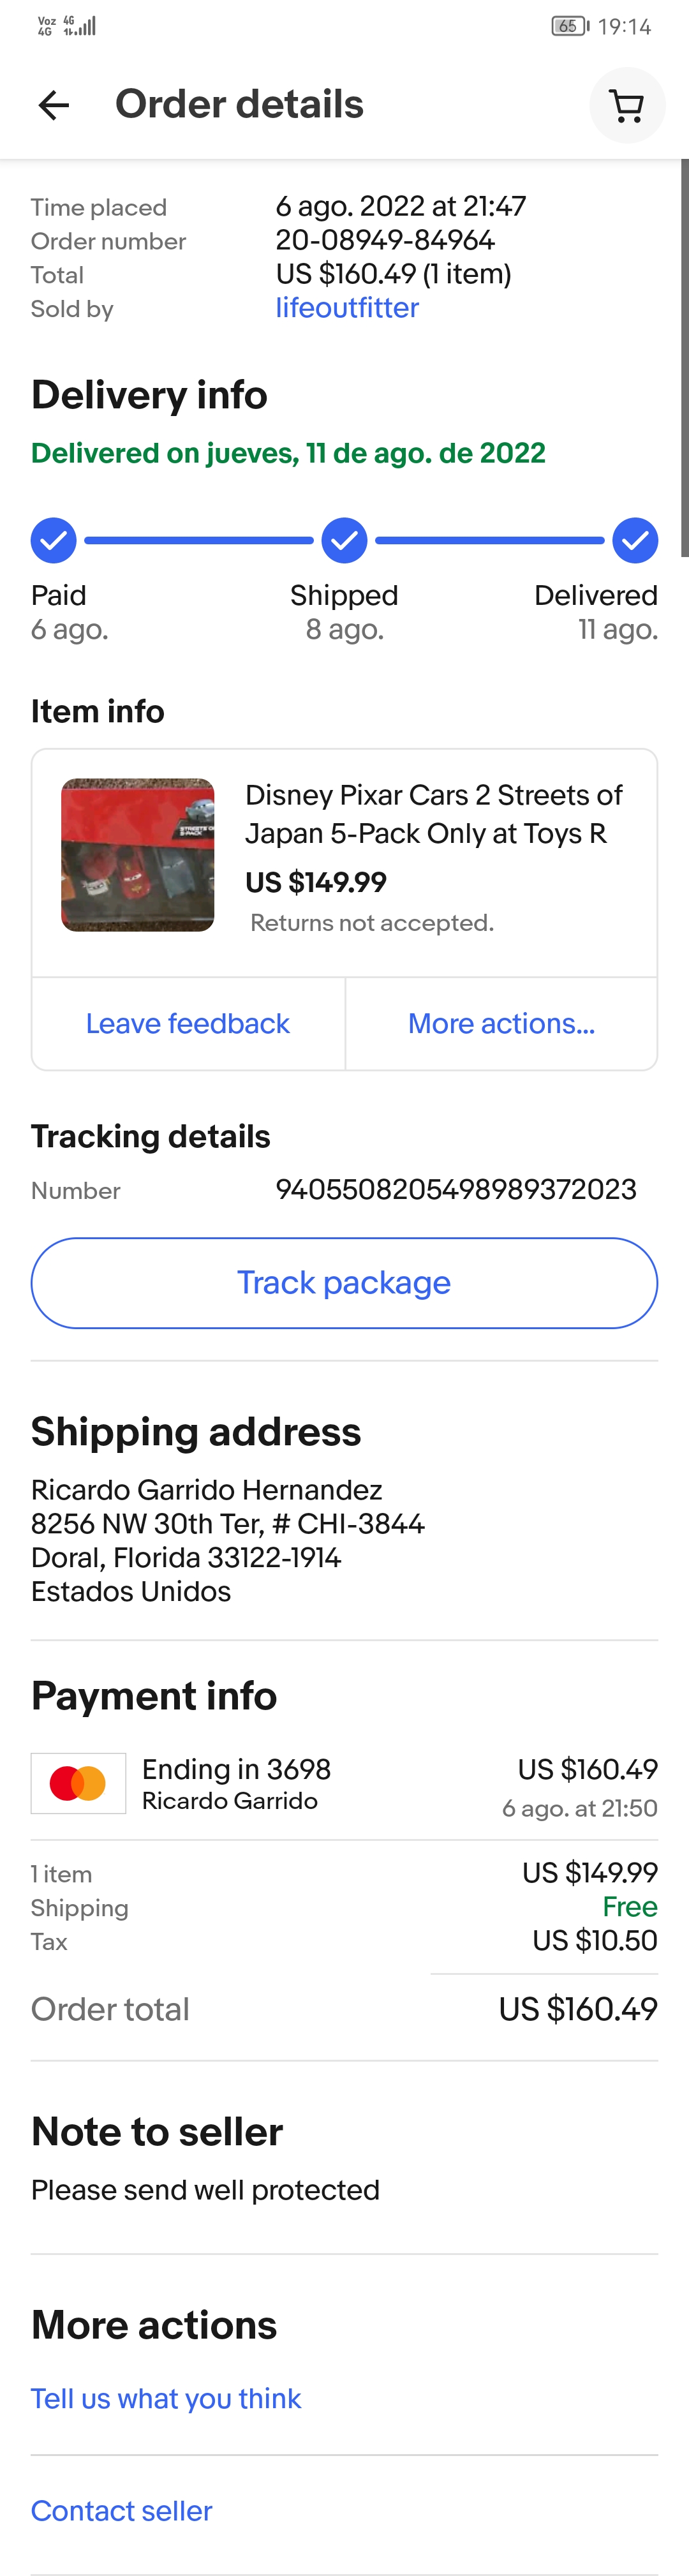 Voz 4G
4G
65
19:14
Order details
Time placed 6 ago. 2022 at 21:47
Order number 20-08949-84964
Total US $160.49 (1 item)
Sold by lifeoutfitter
Delivery info
Delivered on jueves, 11 de ago. de 2022
Paid Shipped Delivered
6 ago. 8 ago. 11 ago.
Item info
Disney Pixar Cars 2 Streets of
Japan 5-Pack Only at Toys R
US $149.99
Returns not accepted.
Leave feedback More actions...
Tracking details
Number 9405508205498989372023
Track package
Shipping address
Ricardo Garrido Hernandez
8256 NW 30th Ter, # CHI-3844
Doral, Florida 33122-1914
Estados Unidos
Payment info
Ending in 3698 US $160.49
Ricardo Garrido 6 ago. at 21:50
1 item US $149.99
Shipping Free
Tax US $10.50
Order total US $160.49
Note to seller
Please send well protected
More actions
Tell us what you think
Contact seller